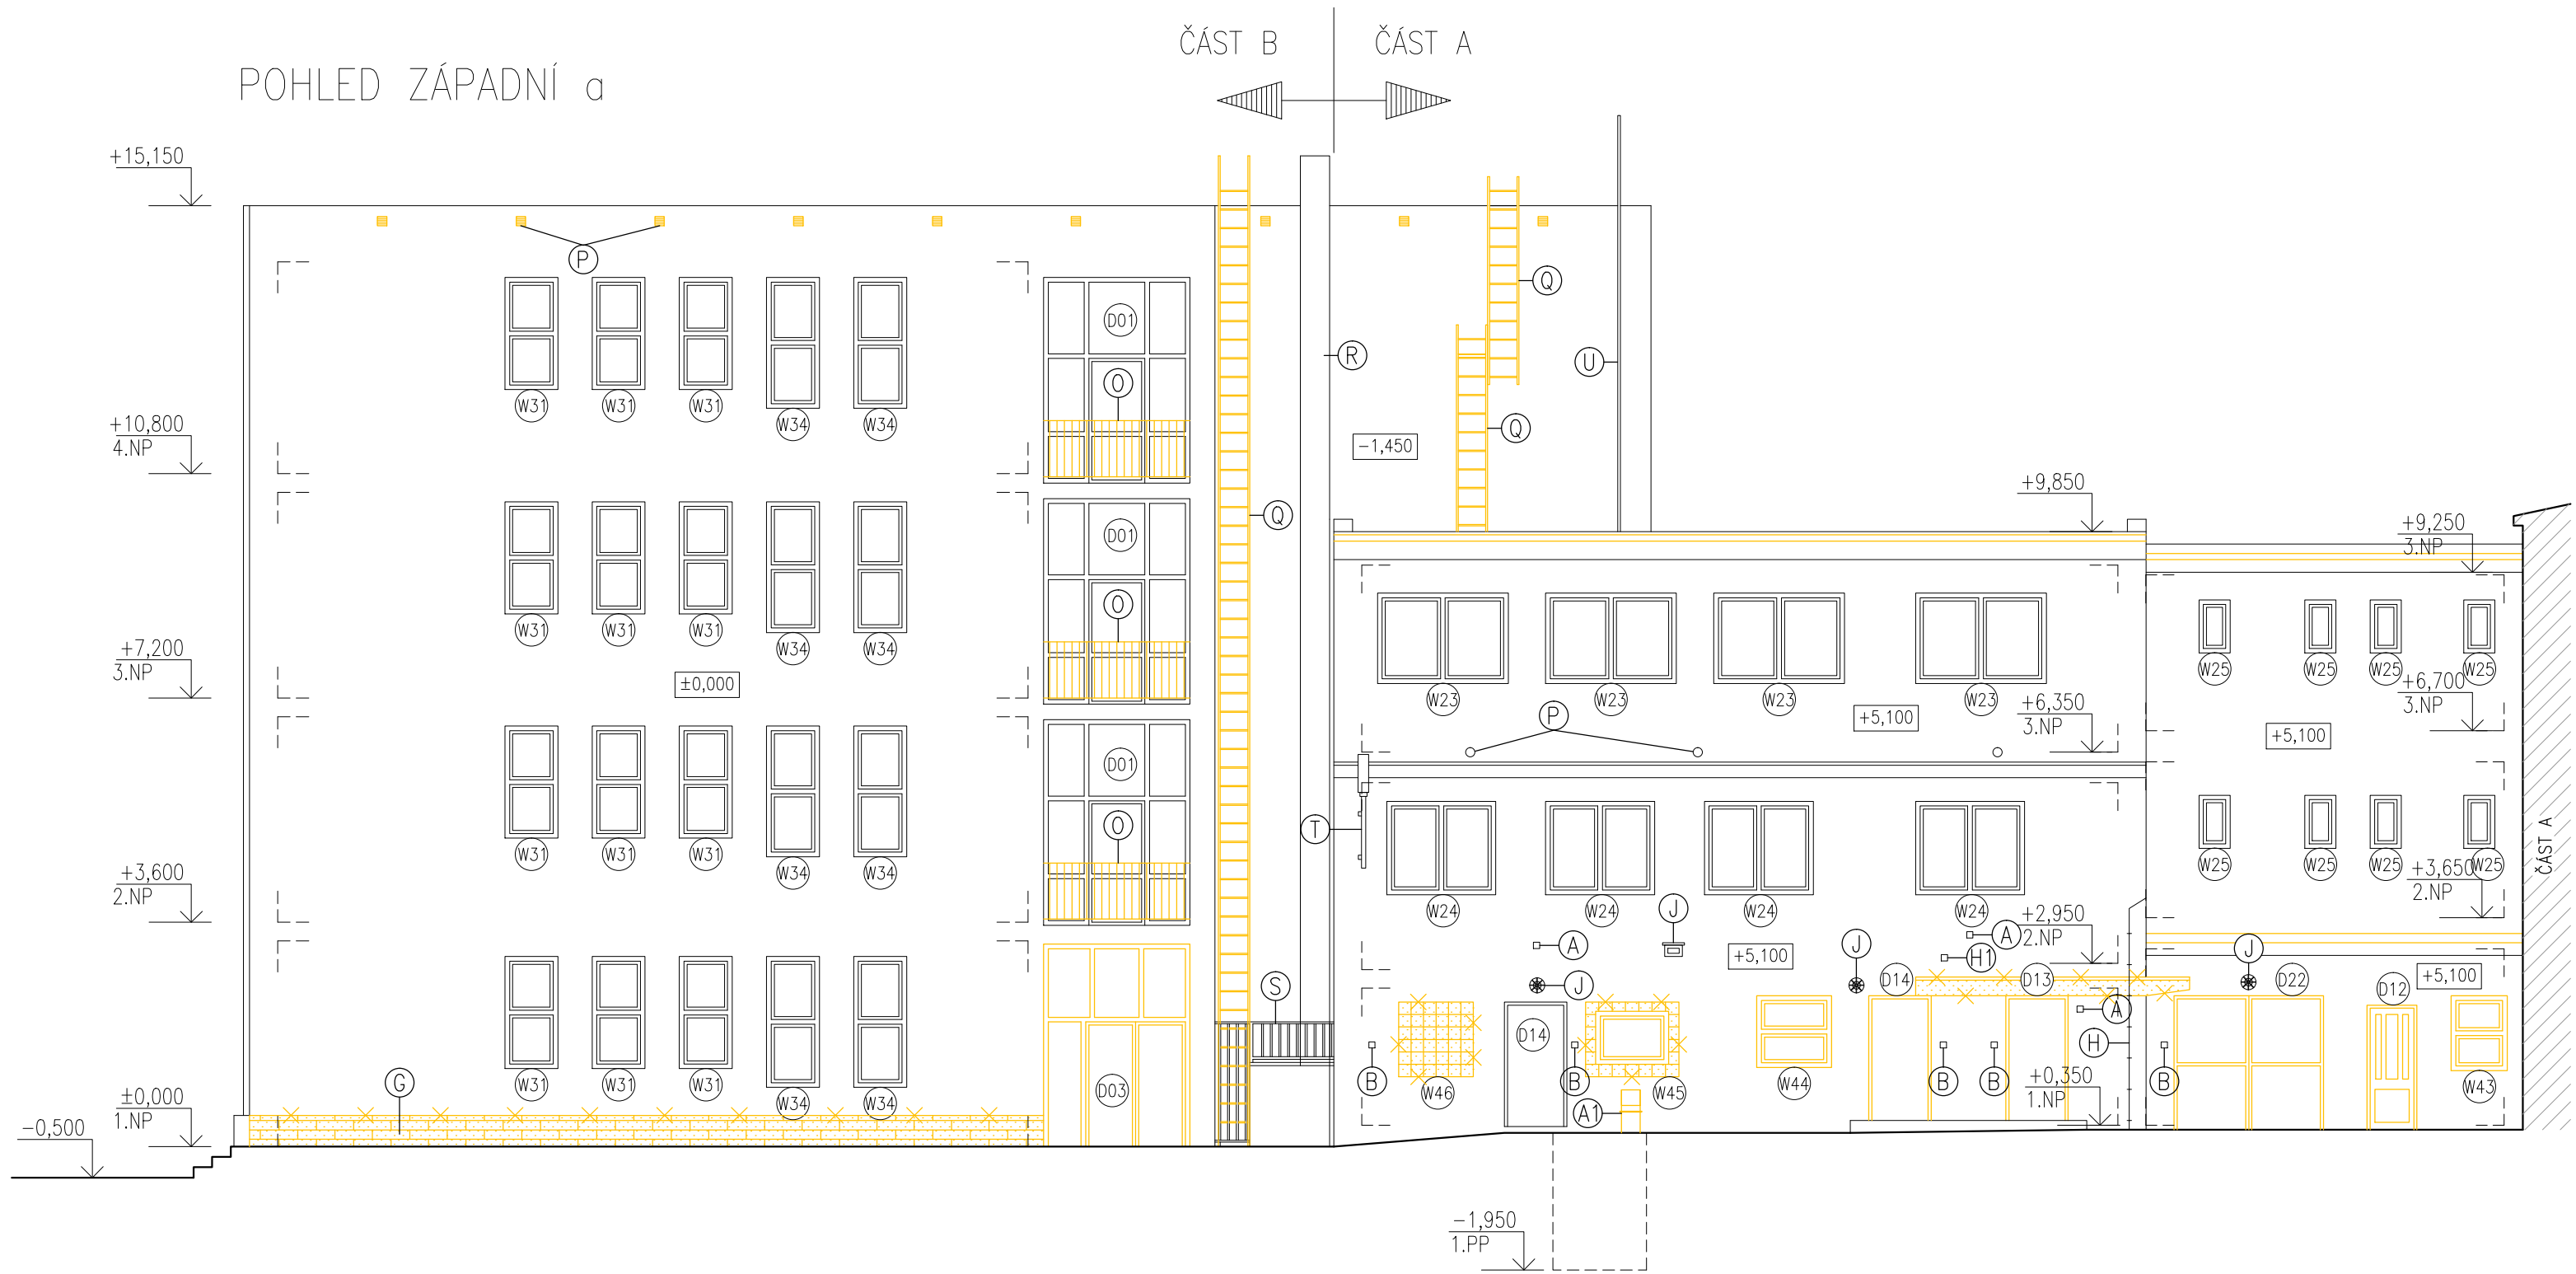 ČÁST B
ČÁST A
POHLED ZÁPADNÍ a
+15,150
P
Q
D01
W31
W31
W31
W34
W34
O
R
U
+10,800
4.NP
Q
-1,450
+9,850
+9,250
3.NP
Q
D01
O
W31
W31
W31
W34
W34
+7,200
3.NP
±0,000
W23
W23
W23
W23
W25
W25
W25
W25
+6,700
3.NP
P
+5,100
+6,350
3.NP
+5,100
D01
O
T
W31
W31
W31
W34
W34
+3,600
2.NP
W25
W25
W25
W25
+3,650
2.NP
ČÁST A
W24
W24
W24
W24
J
+2,950
2.NP
A
A
H1
+5,100
J
J
D14
D13
D22
+5,100
D12
S
J
A
D14
H
B
B
B
B
B
W46
W45
W44
W43
A1
+0,350
1.NP
G
D03
W31
W31
W31
W34
W34
±0,000
1.NP
-0,500
-1,950
1.PP